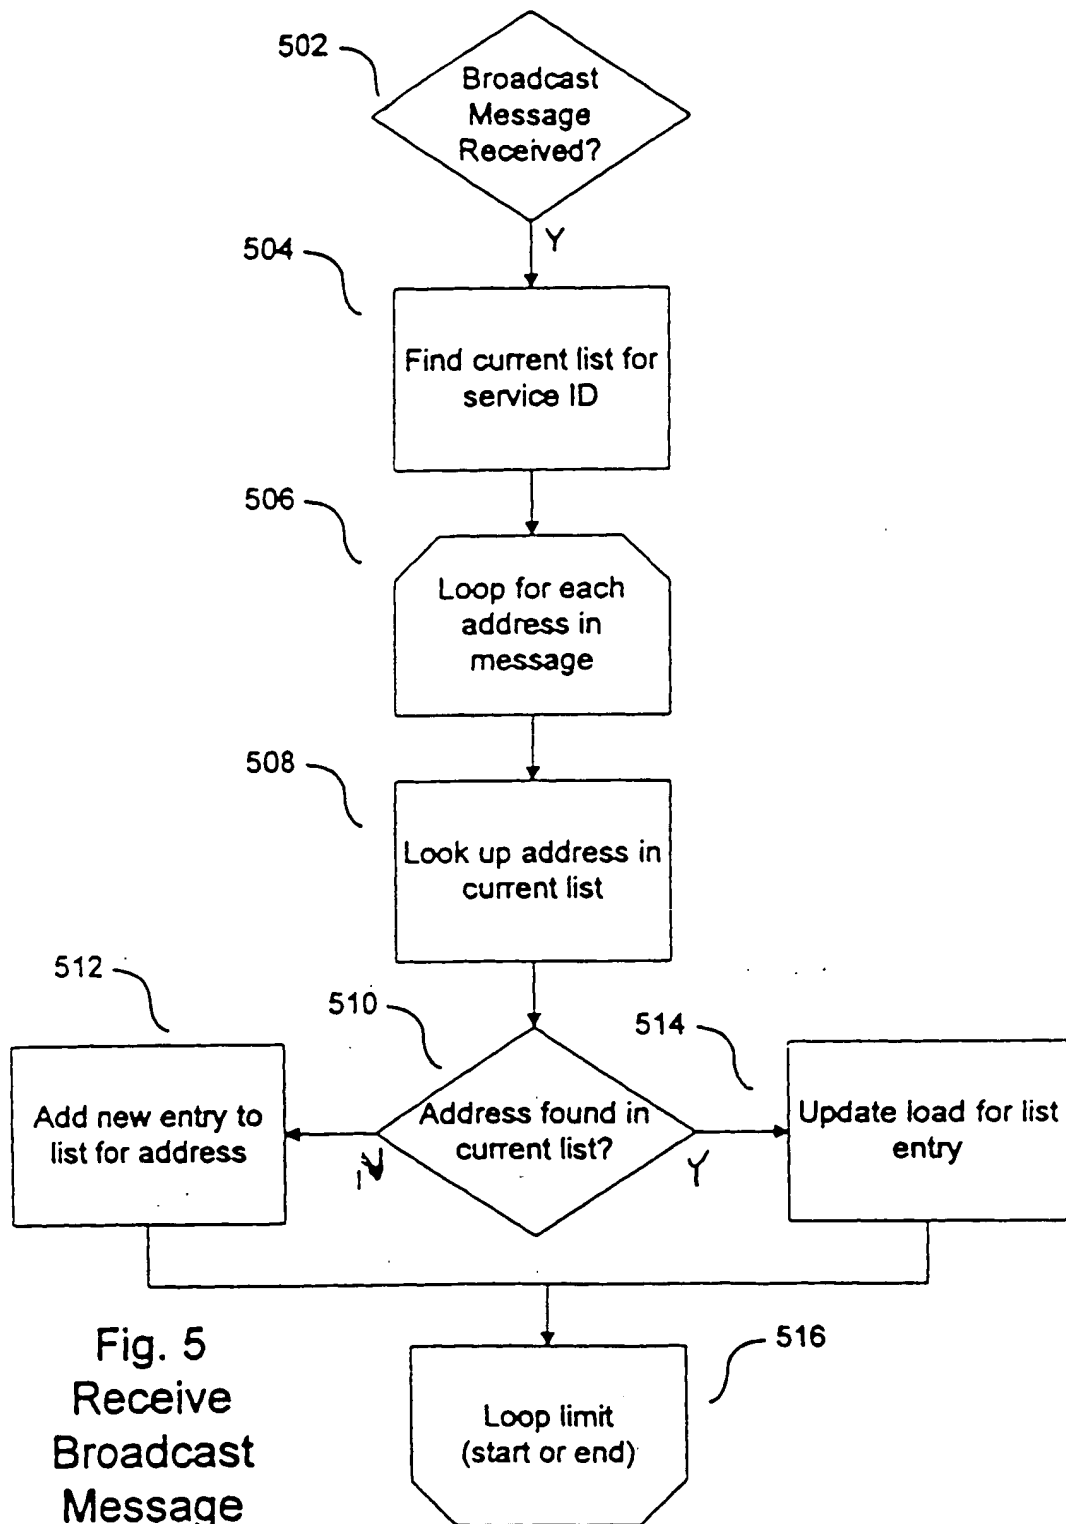 502
Broadcast
Message
Received?
Y
504
Find current list for
service ID
506
Loop for each
address in
message
508
Look up address in
current list
512
510
514
Add new entry to
list for address
N
Address found in
current list?
Y
Update load for list
entry
516
Loop limit
(start or end)
Fig. 5
Receive
Broadcast
Message